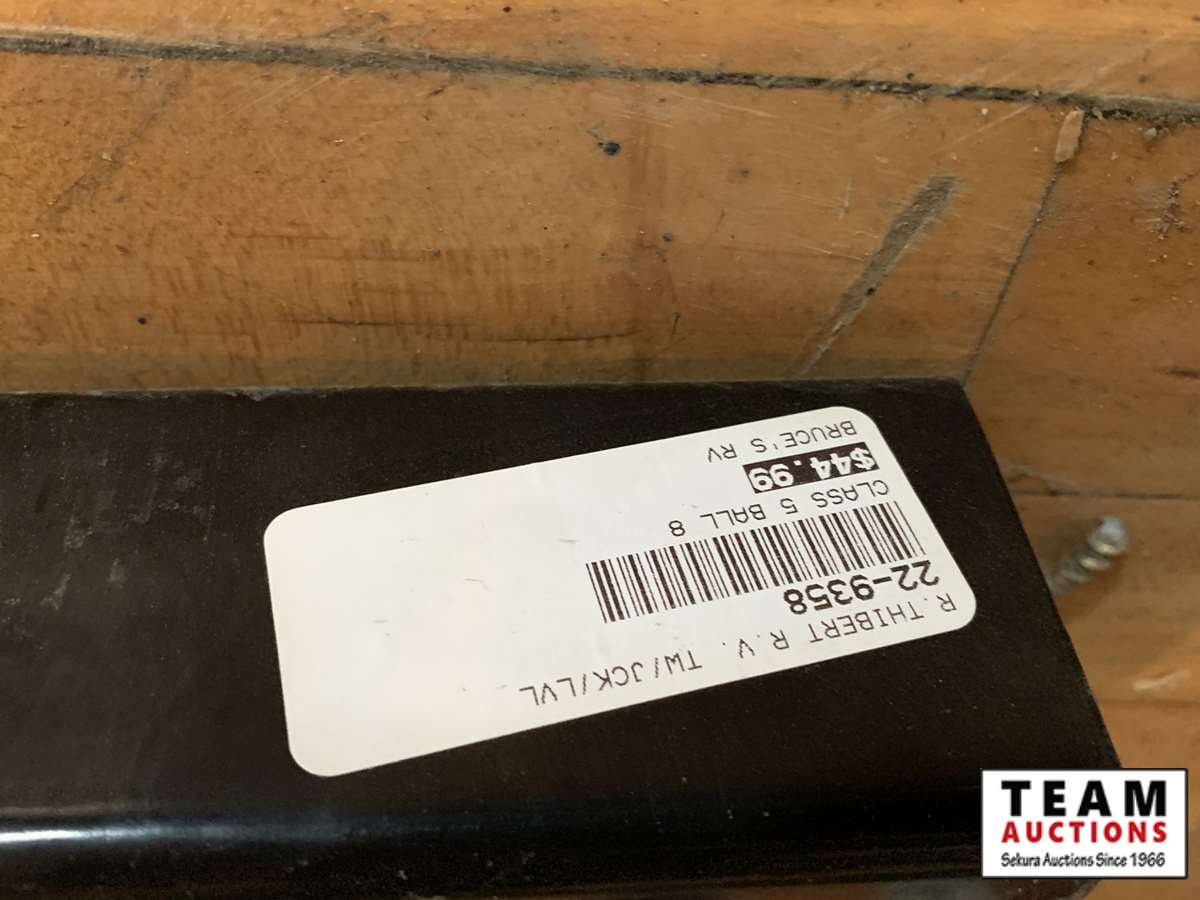 R.THIBERT R.V. TW/JCK/LVL
22-9358
CLASS 5 BALL 8
$44.99
BRUCE'S RV
TEAM
AUCTIONS
Sekura Auctions Since 1966